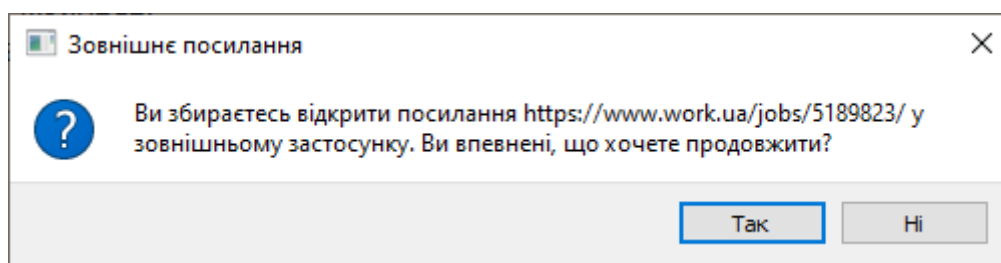 Зовнішнє посилання
Ви збираєтесь відкрити посилання https://www.work.ua/jobs/5189823/ у
зовнішньому застосунку. Ви впевнені, що хочете продовжити?
Так
Ні